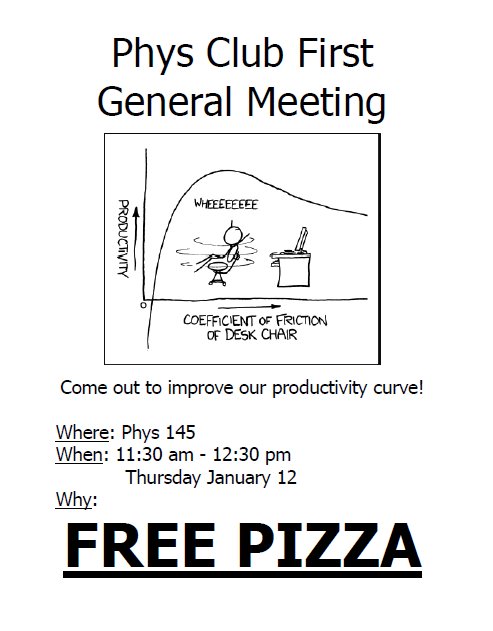 Phys Club First
General Meeting
WHEEEEEEEE
PRODUCTIVITY
0
COEFFICIENT OF FRICTION
OF DESK CHAIR
Come out to improve our productivity curve!
Where: Phys 145
When: 11:30 am - 12:30 pm
Thursday January 12
Why:
FREE PIZZA